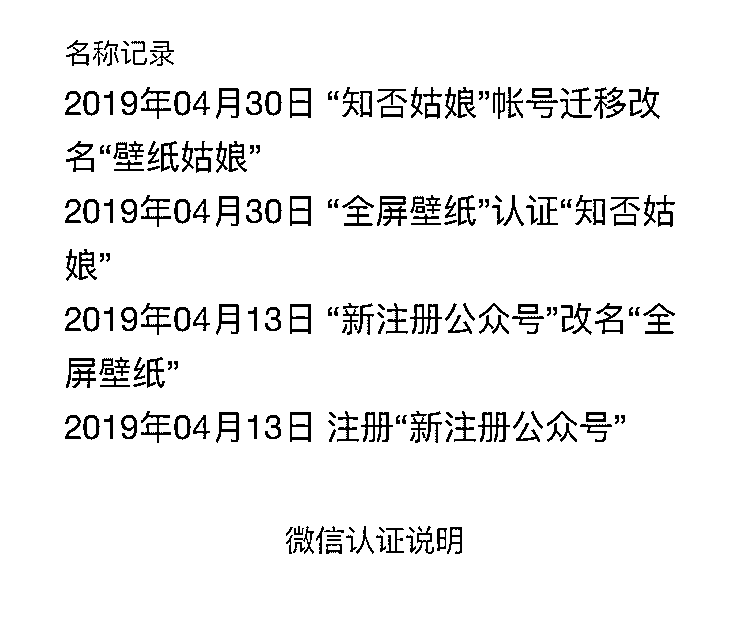 名称记录
2019年04月30日 “知否姑娘”帐号迁移改
名“壁纸姑娘”
2019年04月30日 “全屏壁纸”认证“知否姑
娘”
2019年04月13日 “新注册公众号”改名“全
屏壁纸”
2019年04月13日 注册“新注册公众号”
微信认证说明